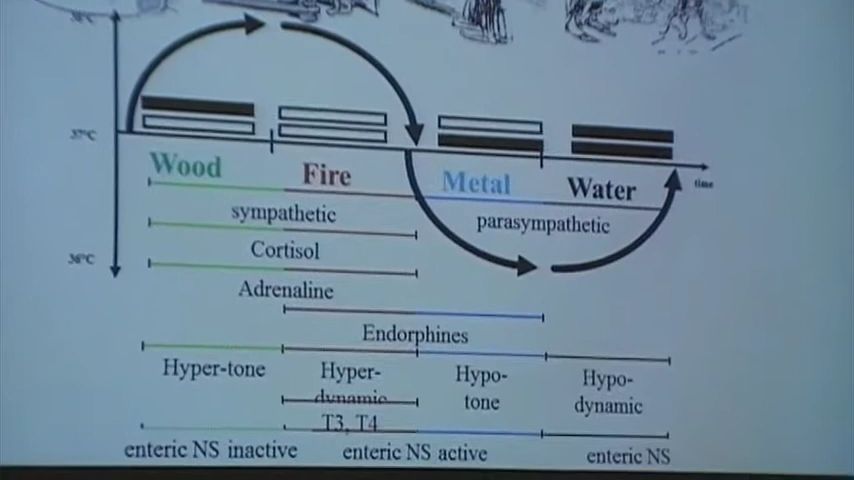 38°C
37°C
time
Wood
Fire
Metal
Water
sympathetic
parasympathetic
Cortisol
36°C
Adrenaline
Endorphines
Hyper-tone
Hyper-
dynamic
Hypo-
tone
Hypo-
dynamic
T3, T4
enteric NS inactive
enteric NS active
enteric NS